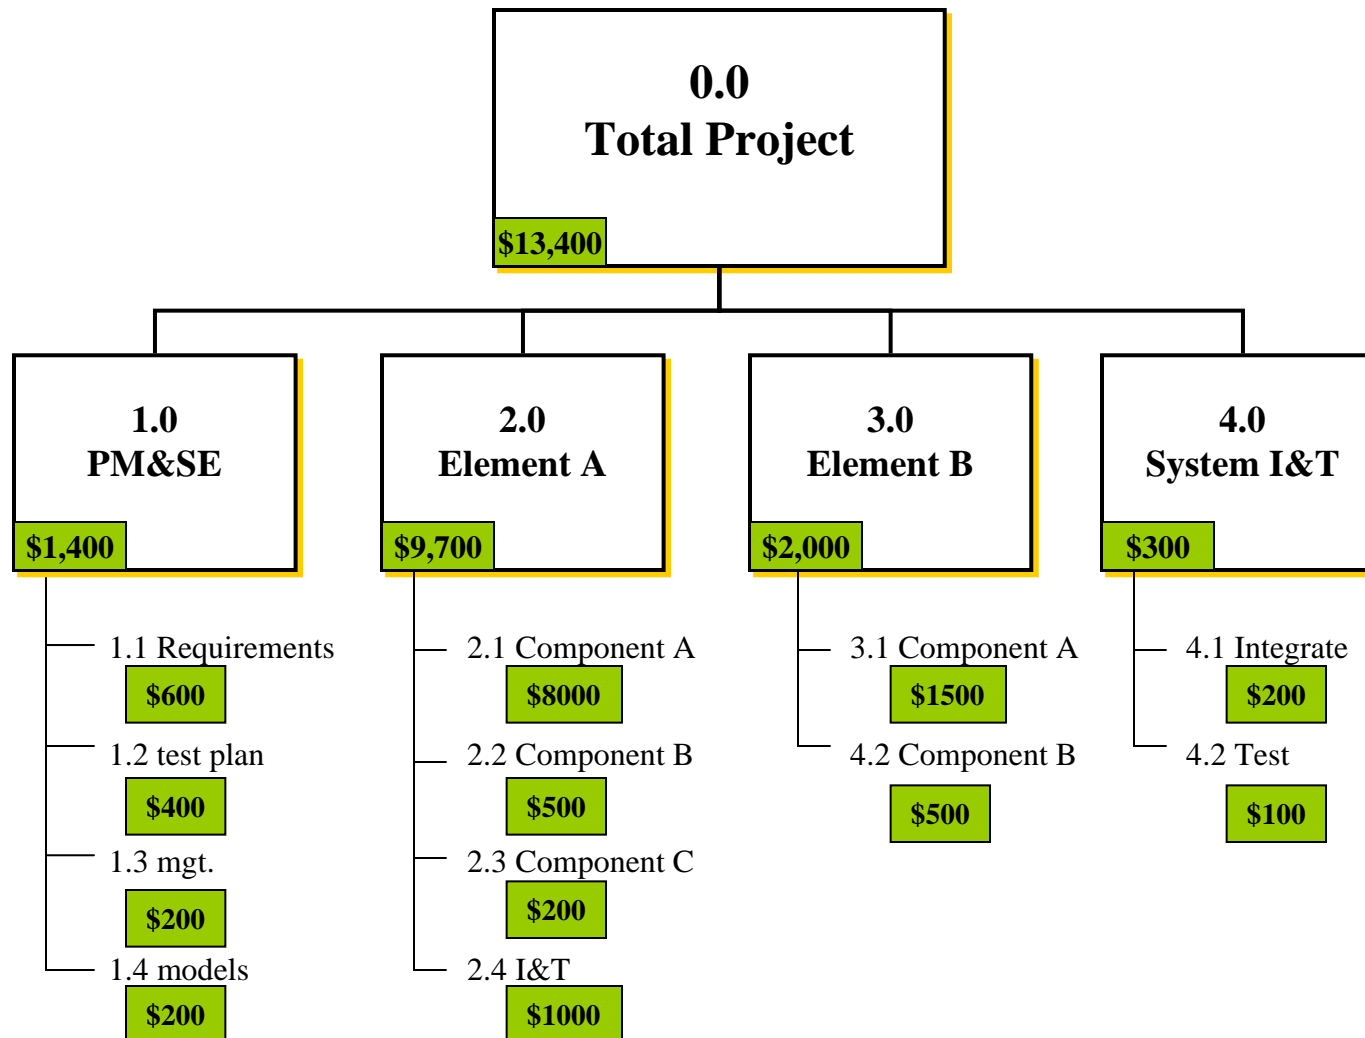 0.0
Total Project
$13,400
1.0
PM&SE
$1,400
2.0
Element A
$9,700
3.0
Element B
$2,000
4.0
System I&T
$300
1.1 Requirements
$600
1.2 test plan
$400
1.3 mgt.
$200
1.4 models
$200
2.1 Component A
$8000
2.2 Component B
$500
2.3 Component C
$200
2.4 I&T
$1000
3.1 Component A
$1500
4.2 Component B
$500
4.1 Integrate
$200
4.2 Test
$100